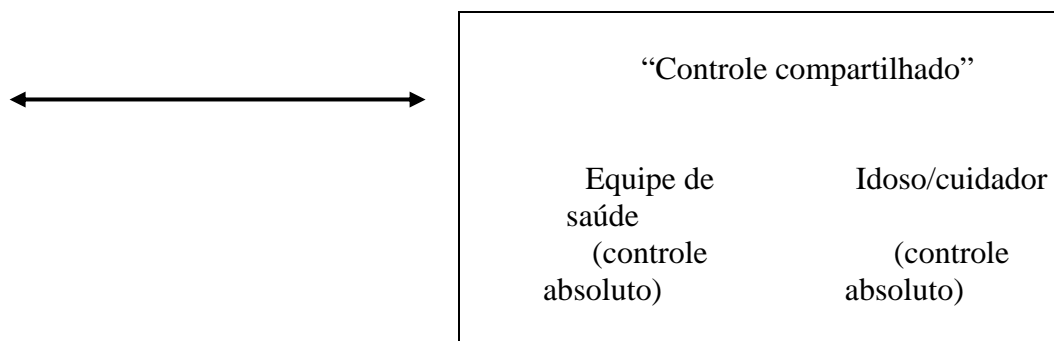 “Controle compartilhado”
Equipe de saúde
(controle absoluto)
Idoso/cuidador
(controle absoluto)